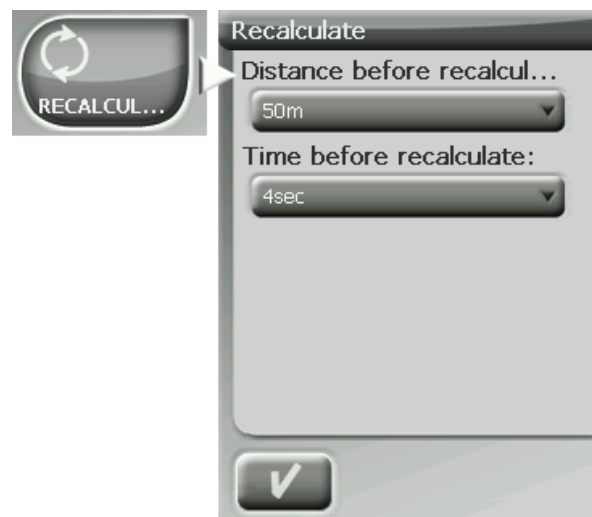 RECALCUL...
Recalculate
Distance before recalcul...
50m
Time before recalculate:
4sec